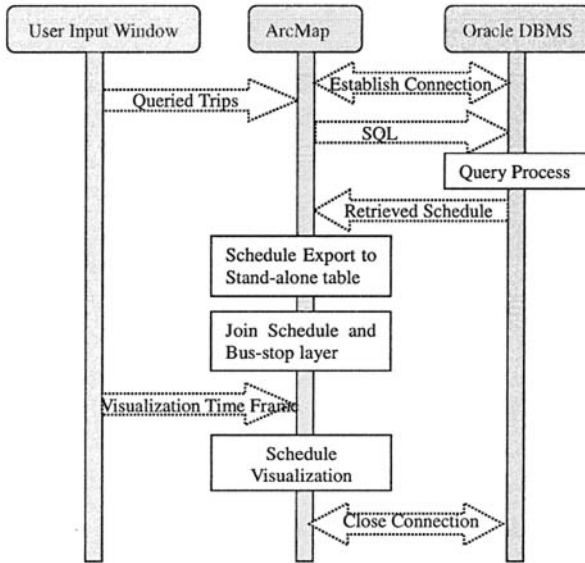 User Input Window
ArcMap
Oracle DBMS
Establish Connection
Queried Trips
SQL
Query Process
Retrieved Schedule
Schedule Export to
Stand-alone table
Join Schedule and
Bus-stop layer
Visualization Time Frame
Schedule
Visualization
Close Connection